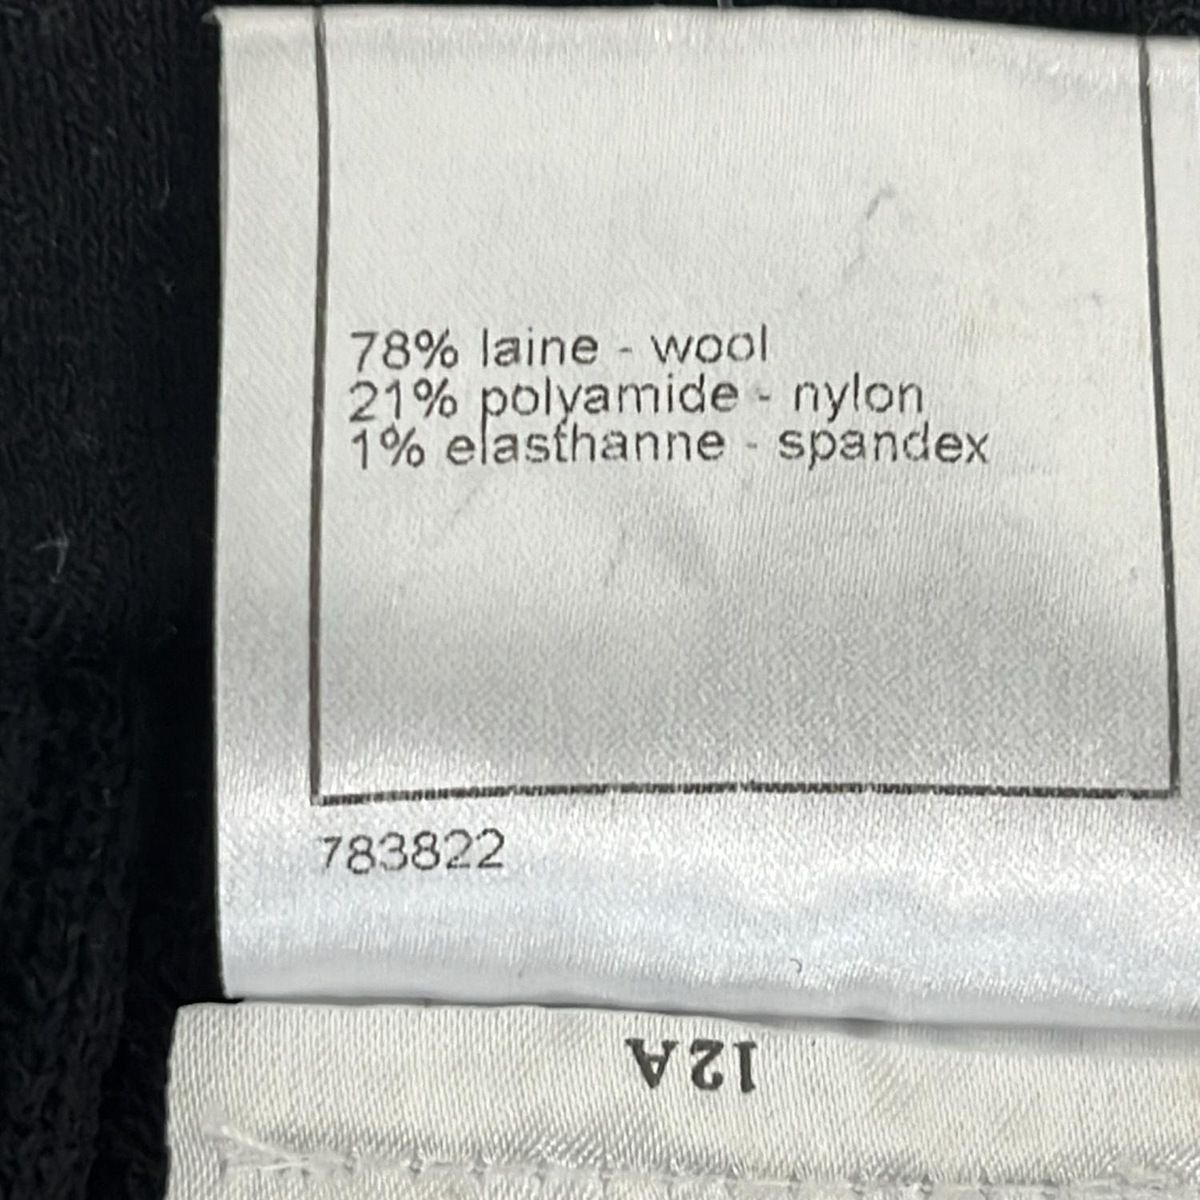 78% laine - wool
21% polyamide - nylon
1% elasthanne - spandex
783822
12A